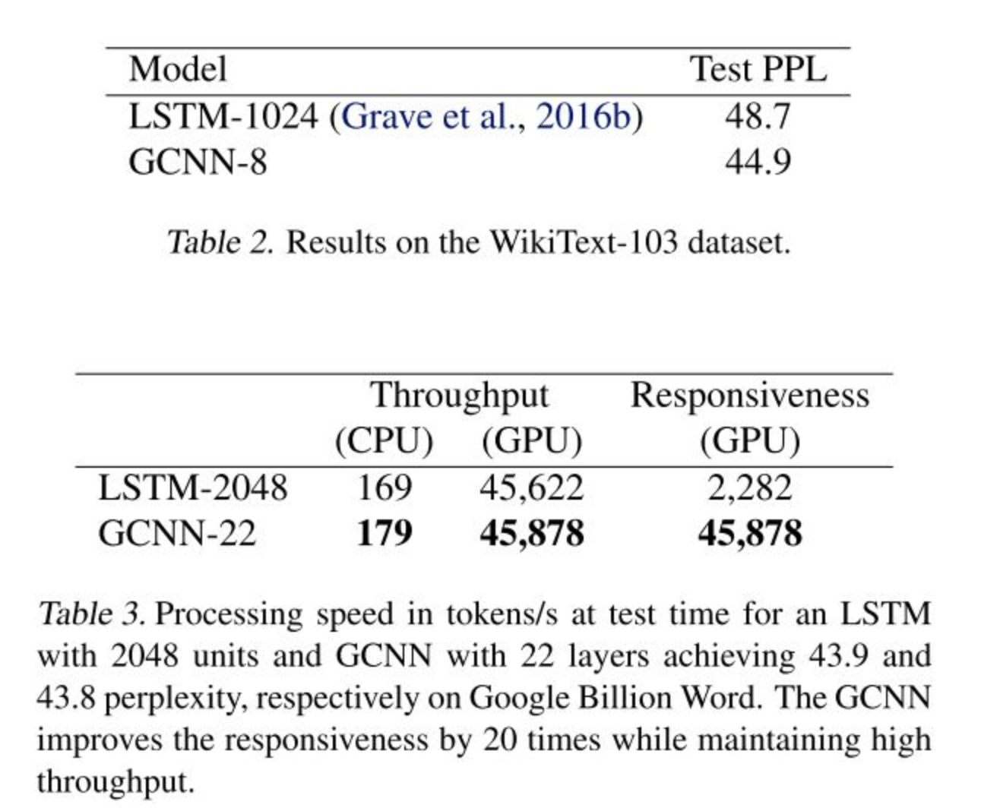 Model Test PPL
LSTM-1024 (Grave et al., 2016b) 48.7
GCNN-8 44.9
Table 2. Results on the WikiText-103 dataset.
Throughput Responsiveness
(CPU) (GPU) (GPU)
LSTM-2048 169 45,622 2,282
GCNN-22 179 45,878 45,878
Table 3. Processing speed in tokens/s at test time for an LSTM
with 2048 units and GCNN with 22 layers achieving 43.9 and
43.8 perplexity, respectively on Google Billion Word. The GCNN
improves the responsiveness by 20 times while maintaining high
throughput.